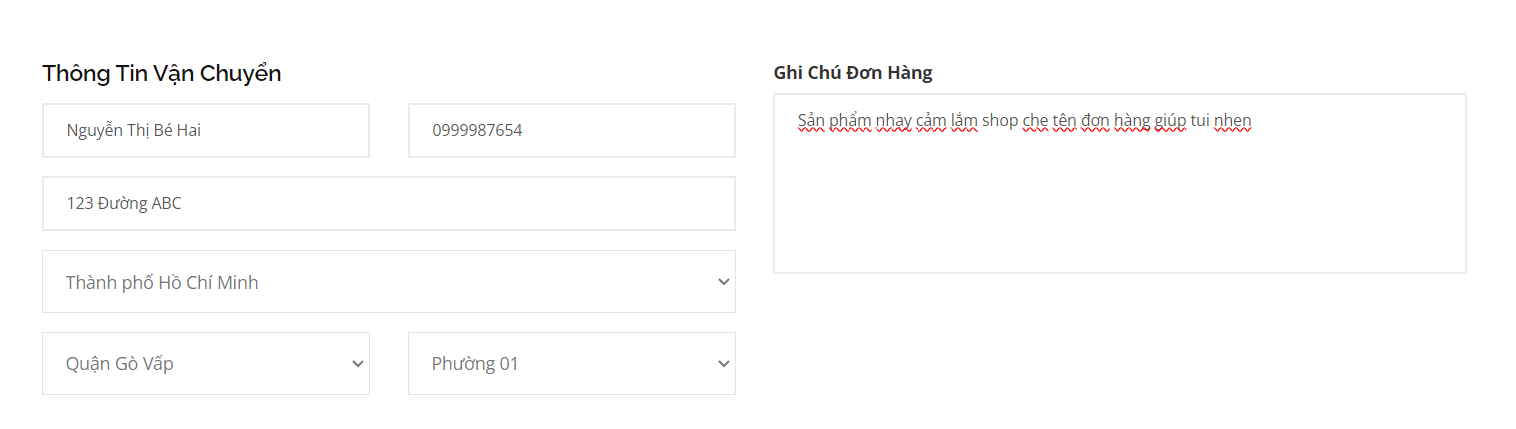 Thông Tin Vận Chuyển
Nguyễn Thị Bé Hai
0999987654
123 Đường ABC
Thành phố Hồ Chí Minh
Quận Gò Vấp
Phường 01
Ghi Chú Đơn Hàng
Sản phẩm nhạy cảm lắm shop che tên đơn hàng giúp tui nhen